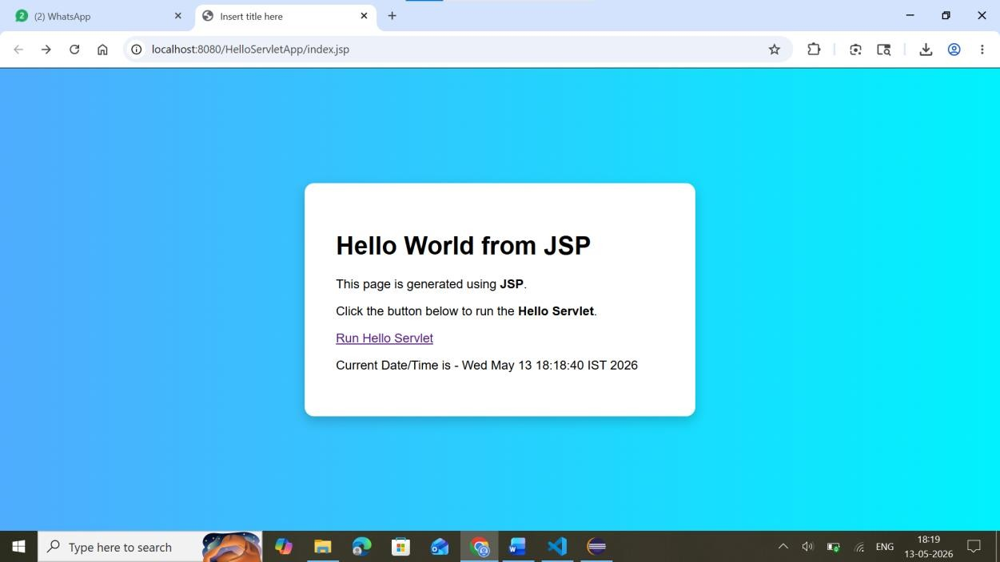 (2) WhatsApp
Insert title here
localhost:8080/HelloServletApp/index.jsp
Hello World from JSP
This page is generated using JSP.
Click the button below to run the Hello Servlet.
Run Hello Servlet
Current Date/Time is - Wed May 13 18:18:40 IST 2026
Type here to search
ENG
18:19
13-05-2026